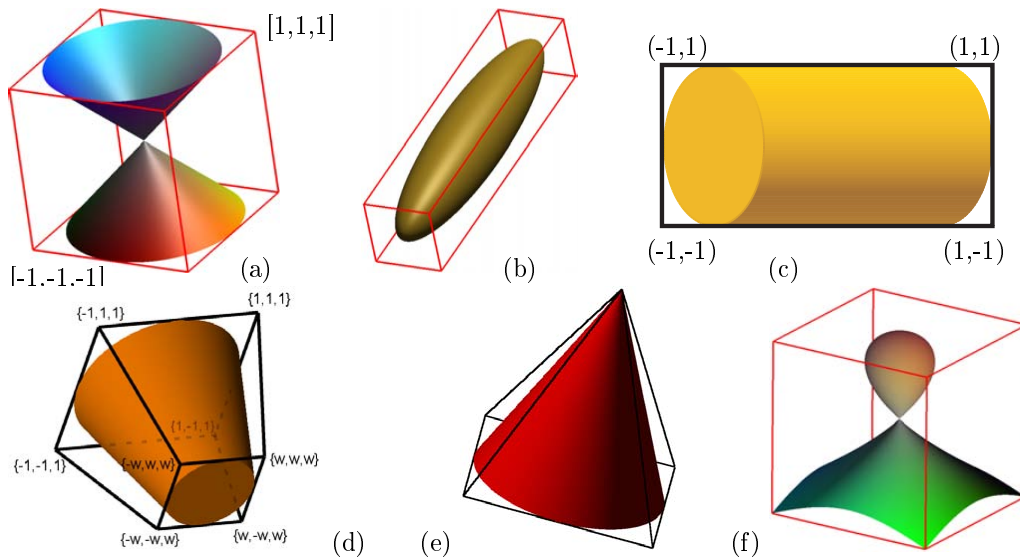 [1,1,1]
(-1,1)
(1,1)
(-1,-1)
(1,-1)
[-1,-1,-1]
(a)
(b)
(c)
{-1,1,1}
{1,1,1}
{1,-1,1}
{-1,-1,1}
{-w,w,w}
{w,w,w}
{-w,-w,w}
{w,-w,w}
(d)
(e)
(f)